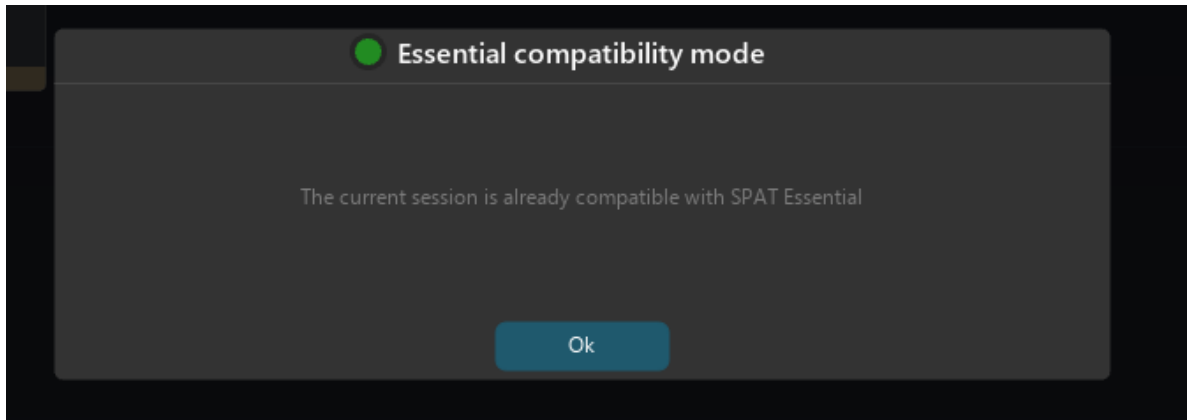 Essential compatibility mode
The current session is already compatible with SPAT Essential
Ok